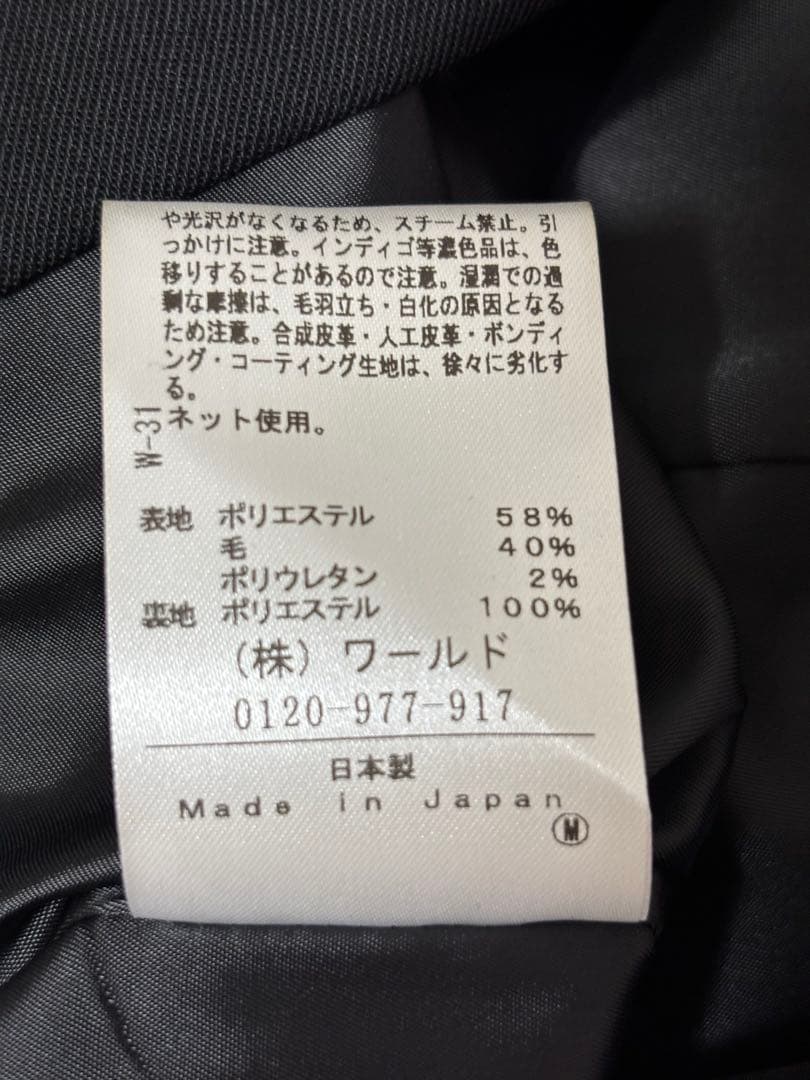 や光沢がなくなるため、スチーム禁止。引
っかけに注意。インディゴ等濃色品は、色
移りすることがあるので注意。湿潤での過
剰な摩擦は、毛羽立ち・白化の原因となる
ため注意。合成皮革・人工皮革・ボンディ
ング・コーティング生地は、徐々に劣化す
る。
ネット使用。
W-31
表地 ポリエステル 58%
毛 40%
ポリウレタン 2%
裏地 ポリエステル 100%
(株) ワールド
0120-977-917
日本製
Made in Japan
M